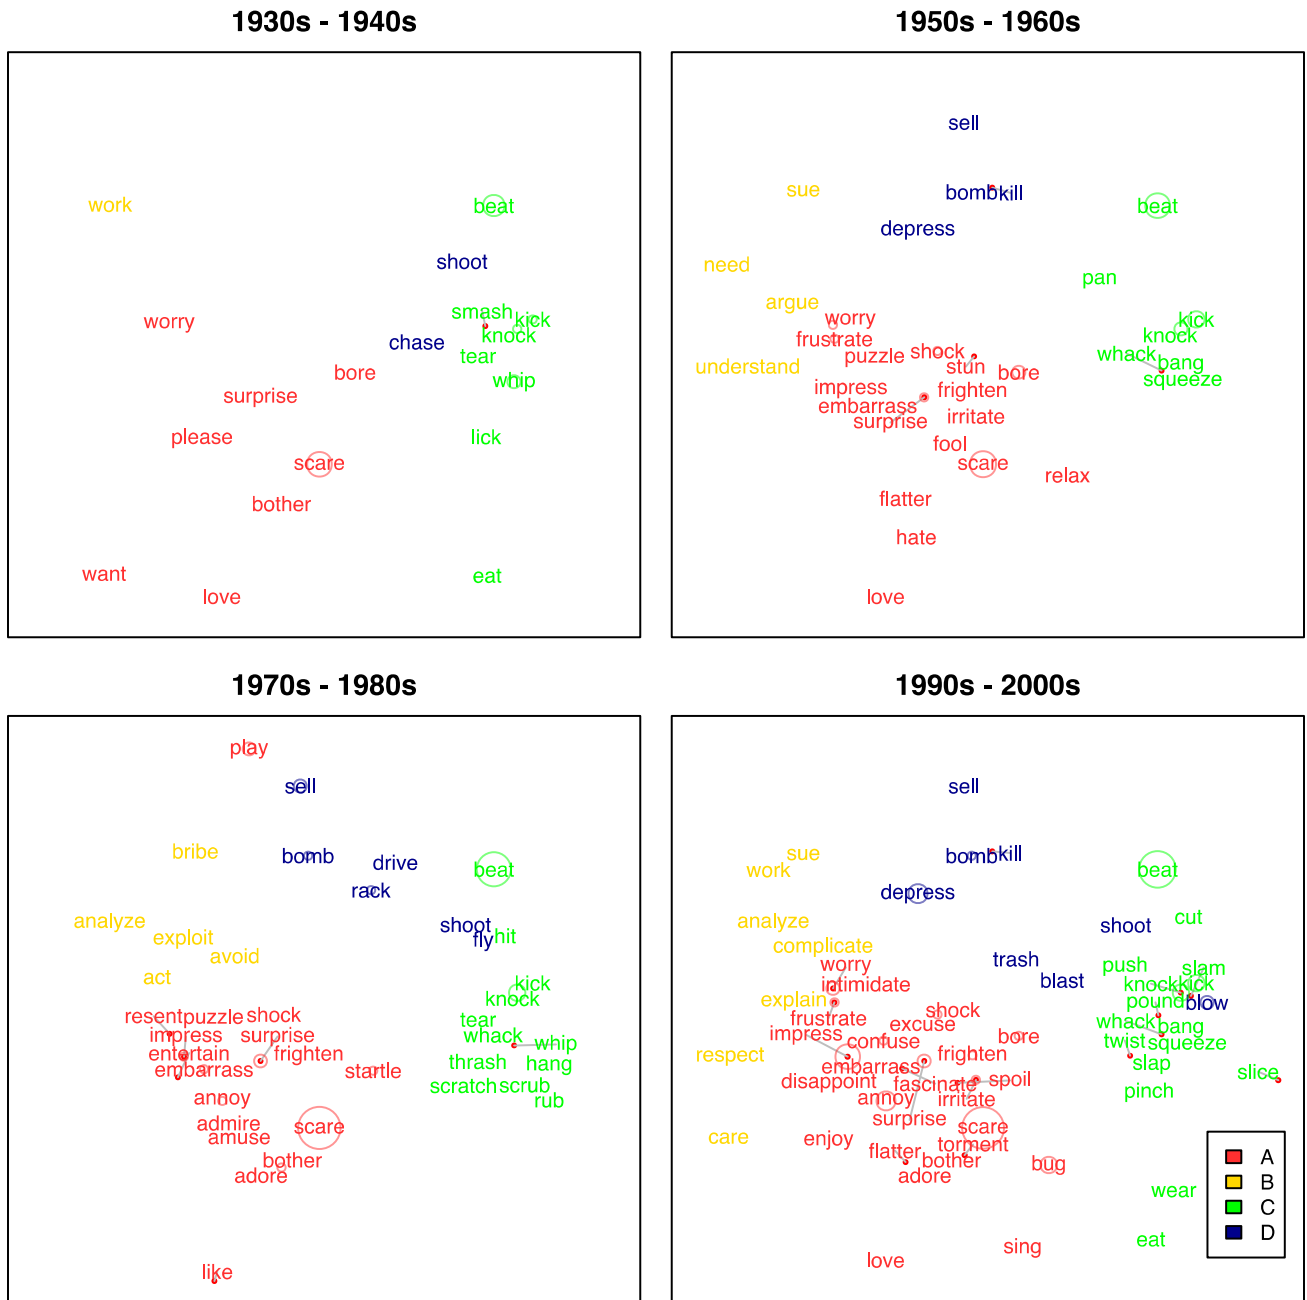 1930s - 1940s
work
beat
shoot
smash
kick
worry
knock
chase
tear
bore
whip
surprise
please
lick
scare
bother
want
eat
love
1950s - 1960s
sell
sue
bomb
kill
beat
depress
need
pan
argue
worry
kick
frustrate
knock
puzzle
shock
whack
understand
stun
bang
bore
squeeze
impress
frighten
embarrass
surprise
irritate
fool
scare
relax
flatter
hate
love
1970s - 1980s
play
sell
bribe
bomb
drive
beat
rack
analyze
shoot
exploit
fly
hit
avoid
act
kick
knock
resent
puzzle
shock
tear
impress
surprise
whack
whip
entertain
frighten
thrash
hang
embarrass
startle
scratch
scrub
annoy
rub
admire
scare
amuse
bother
adore
like
1990s - 2000s
sell
sue
bomb
kill
work
beat
depress
analyze
cut
shoot
complicate
trash
worry
push
slam
intimidate
blast
knock
kick
explain
pound
blow
frustrate
shock
excuse
whack
bang
impress
confuse
bore
twist
squeeze
respect
frighten
embarrass
slap
disappoint
fascinate
spoil
slice
annoy
irritate
pinch
surprise
scare
care
enjoy
torment
flatter
bother
bug
adore
wear
eat
sing
love
A
B
C
D